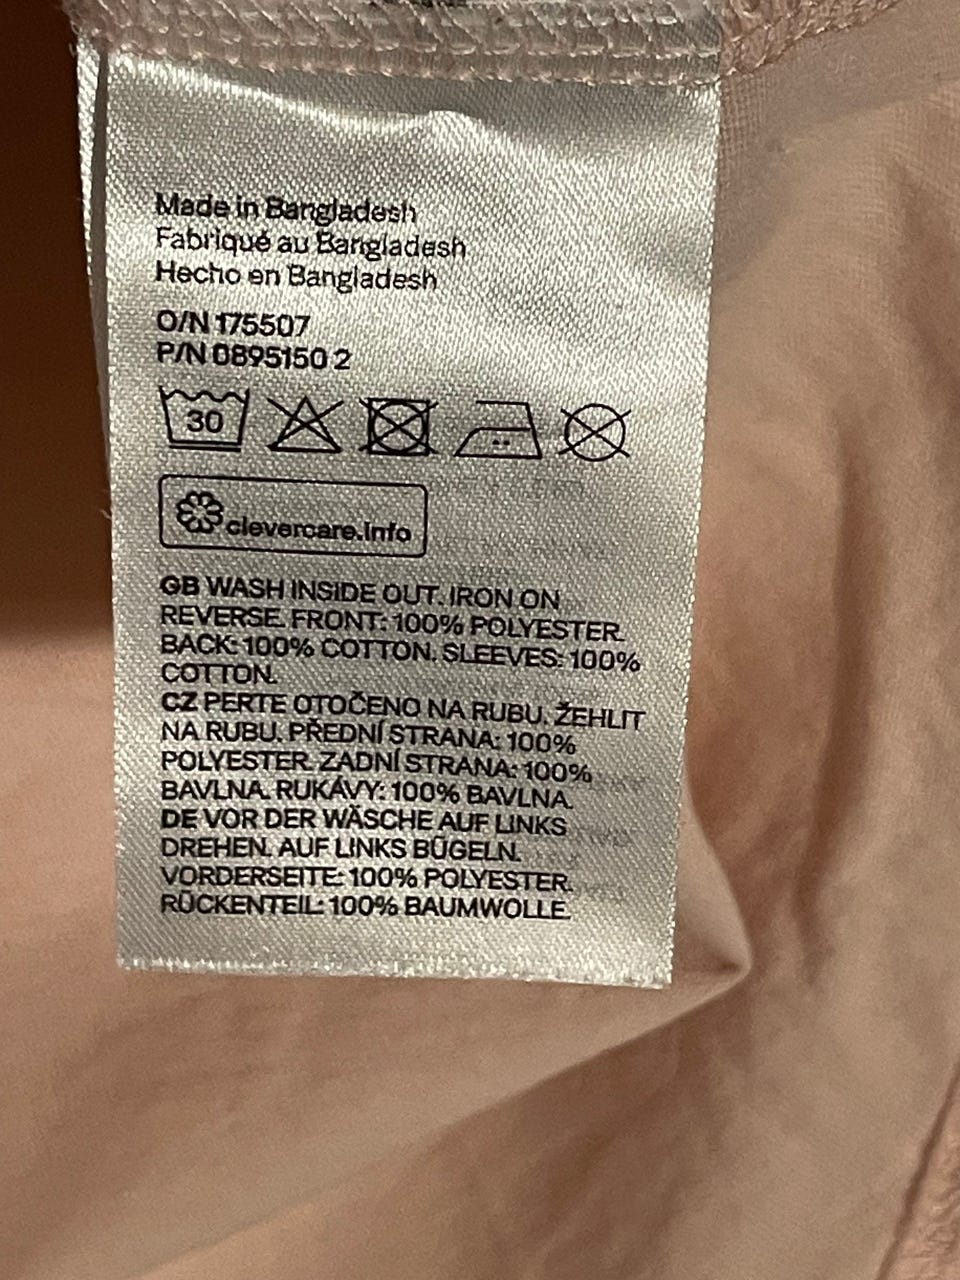 Made in Bangladesh
Fabriqué au Bangladesh
Hecho en Bangladesh
O/N 175507
P/N 0895150 2
30
clevercare.info
GB WASH INSIDE OUT. IRON ON
REVERSE. FRONT: 100% POLYESTER.
BACK: 100% COTTON. SLEEVES: 100%
COTTON.
CZ PERTE OTOČENO NA RUBU. ŽEHLIT
NA RUBU. PŘEDNÍ STRANA: 100%
POLYESTER. ZADNÍ STRANA: 100%
BAVLNA. RUKÁVY: 100% BAVLNA.
DE VOR DER WÄSCHE AUF LINKS
DREHEN. AUF LINKS BÜGELN.
VORDERSEITE: 100% POLYESTER.
RÜCKENTEIL: 100% BAUMWOLLE.